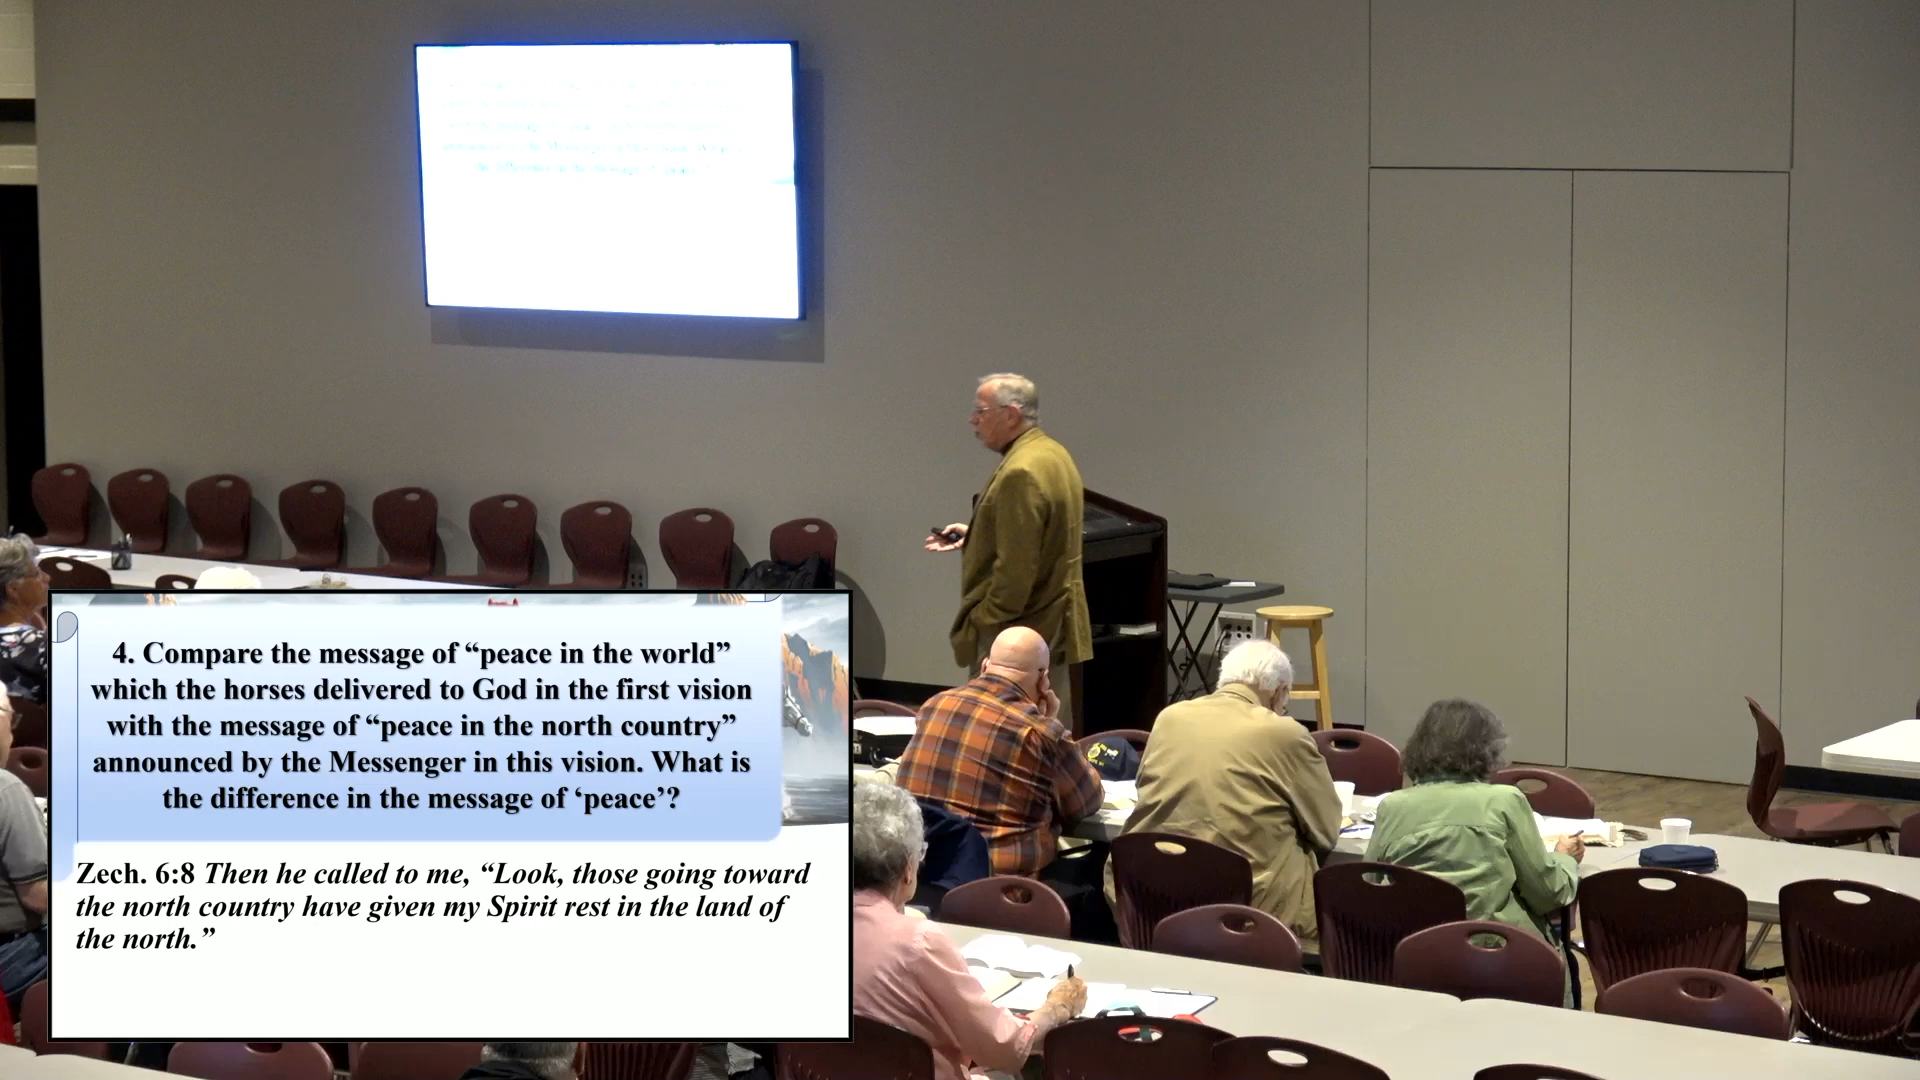 4. Compare the message of “peace in the world”
which the horses delivered to God in the first vision
with the message of “peace in the north country”
announced by the Messenger in this vision. What is
the difference in the message of ‘peace’?
Zech. 6:8 Then he called to me, “Look, those going toward
the north country have given my Spirit rest in the land of
the north.”